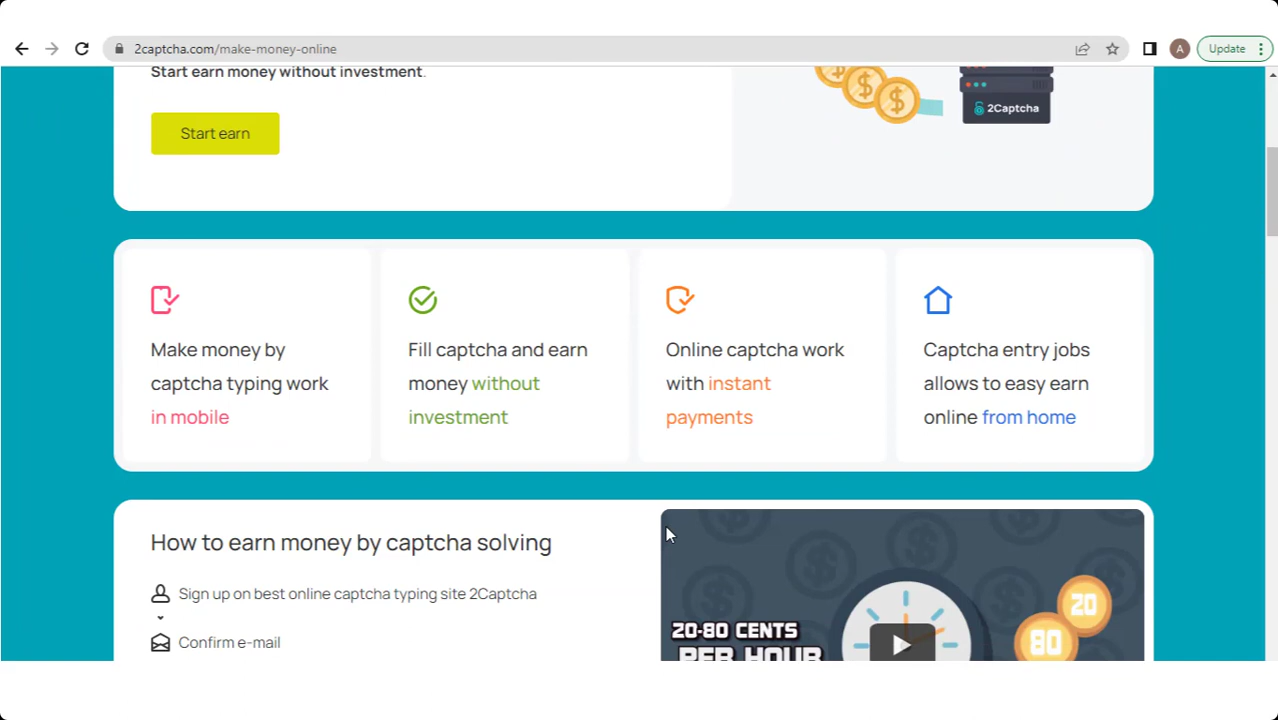 2captcha.com/make-money-online
A
Update
Start earn money without investment.
Start earn
2Captcha
Make money by
captcha typing work
in mobile
Fill captcha and earn
money without
investment
Online captcha work
with instant
payments
Captcha entry jobs
allows to easy earn
online from home
How to earn money by captcha solving
Sign up on best online captcha typing site 2Captcha
Confirm e-mail
20-80 CENTS
PER HOUR
20
80